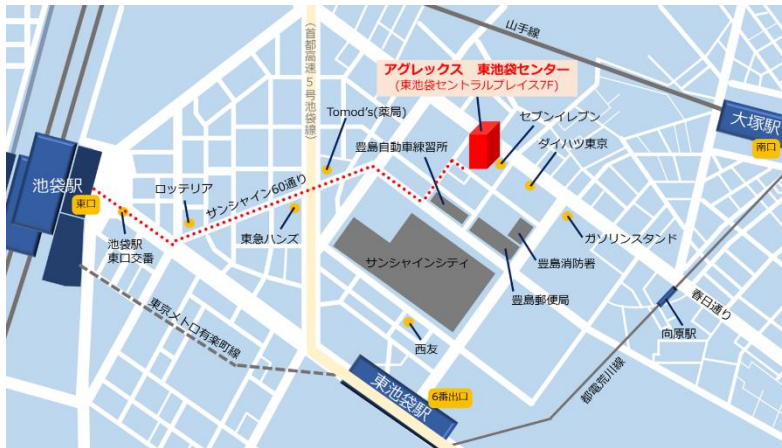 山手線
(首都高速5号池袋線)
アグレックス 東池袋センター
(東池袋セントラルプレイス7F)
大塚駅
南口
Tomod's(薬局)
セブンイレブン
豊島自動車練習所
ダイハツ東京
池袋駅
東口
ロッテリア
サンシャイン60通り
池袋駅
東口交番
東急ハンズ
ガソリンスタンド
サンシャインシティ
豊島消防署
豊島郵便局
春日通り
向原駅
東京メトロ有楽町線
西友
都電荒川線
東池袋駅
6番出口